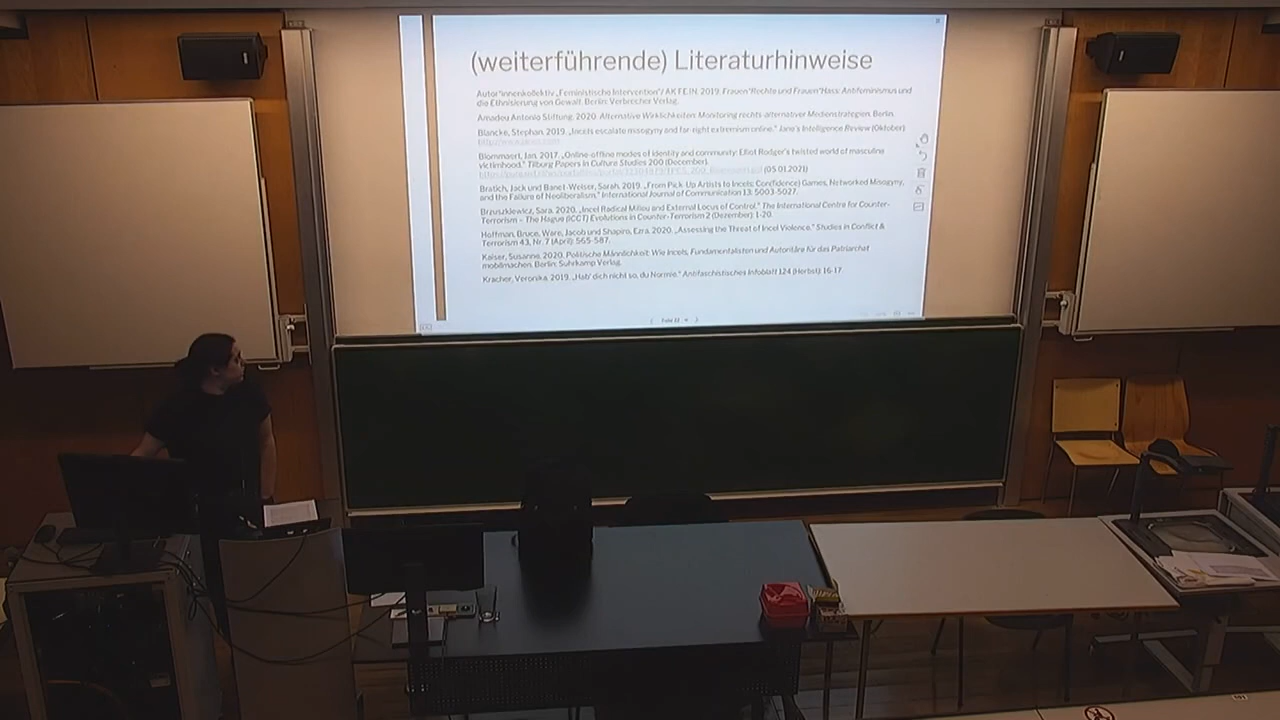 (weiterführende) Literaturhinweise
Autor*innenkollektiv „Feministische Intervention“/ AK FE.IN. 2019. Frauen*Rechte und Frauen*Hass: Antifeminismus und
die Ethnisierung von Gewalt. Berlin: Verbrecher Verlag.
Amadeu Antonio Stiftung. 2020. Alternative Wirklichkeiten: Monitoring rechts-alternativer Medienstrategien. Berlin.
Blancke, Stephan. 2019. „Incels escalate misogyny and far-right extremism online.“ Jane's Intelligence Review (Oktober)
Blommaert, Jan. 2017. „Online-offline modes of identity and community: Elliot Rodger's twisted world of masculine
victimhood.“ Tilburg Papers in Culture Studies 200 (December).
(05.01.2021)
Bratich, Jack und Banet-Weiser, Sarah. 2019. „From Pick-Up Artists to Incels: Con(fidence) Games, Networked Misogyny,
and the Failure of Neoliberalism.“ International Journal of Communication 13: 5003-5027.
Brzuszkiewicz, Sara. 2020. „Incel Radical Milieu and External Locus of Control.“ The International Centre for Counter-
Terrorism – The Hague (ICCT) Evolutions in Counter-Terrorism 2 (Dezember): 1-20.
Hoffman, Bruce, Ware, Jacob und Shapiro, Ezra. 2020. „Assessing the Threat of Incel Violence.“ Studies in Conflict &
Terrorism 43, Nr. 7 (April): 565-587.
Kaiser, Susanne. 2020. Politische Männlichkeit: Wie Incels, Fundamentalisten und Autoritäre für das Patriarchat
mobilmachen. Berlin: Suhrkamp Verlag.
Kracher, Veronika. 2019. „Hab' dich nicht so, du Normie.“ Antifaschistisches Infoblatt 124 (Herbst): 16-17